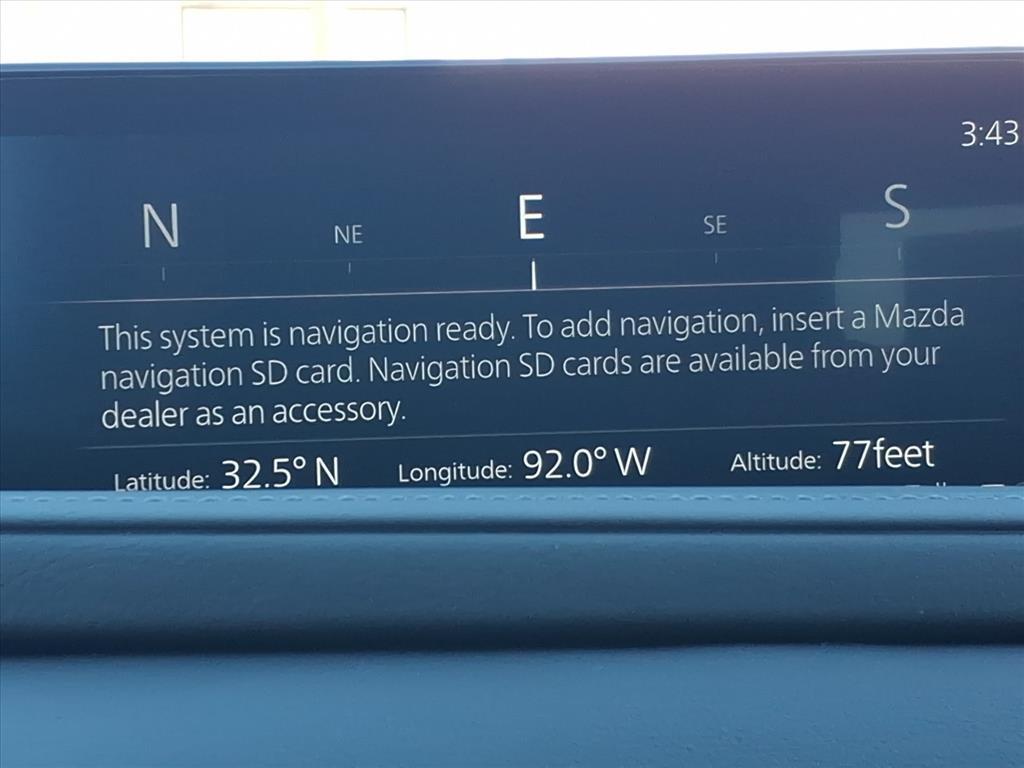 3:43
N NE E SE S
This system is navigation ready. To add navigation, insert a Mazda
navigation SD card. Navigation SD cards are available from your
dealer as an accessory.
Latitude: 32.5° N Longitude: 92.0° W Altitude: 77feet